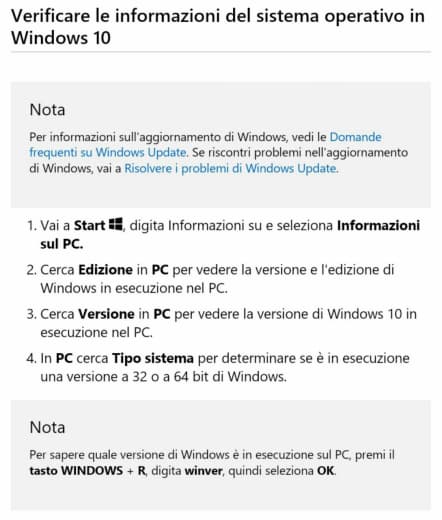 Verificare le informazioni del sistema operativo in
Windows 10
Nota
Per informazioni sull'aggiornamento di Windows, vedi le Domande
frequenti su Windows Update. Se riscontri problemi nell'aggiornamento
di Windows, vai a Risolvere i problemi di Windows Update.
1. Vai a Start , digita Informazioni su e seleziona Informazioni
sul PC.
2. Cerca Edizione in PC per vedere la versione e l'edizione di
Windows in esecuzione nel PC.
3. Cerca Versione in PC per vedere la versione di Windows 10 in
esecuzione nel PC.
4. In PC cerca Tipo sistema per determinare se è in esecuzione
una versione a 32 o a 64 bit di Windows.
Nota
Per sapere quale versione di Windows è in esecuzione sul PC, premi il
tasto WINDOWS + R, digita winver, quindi seleziona OK.